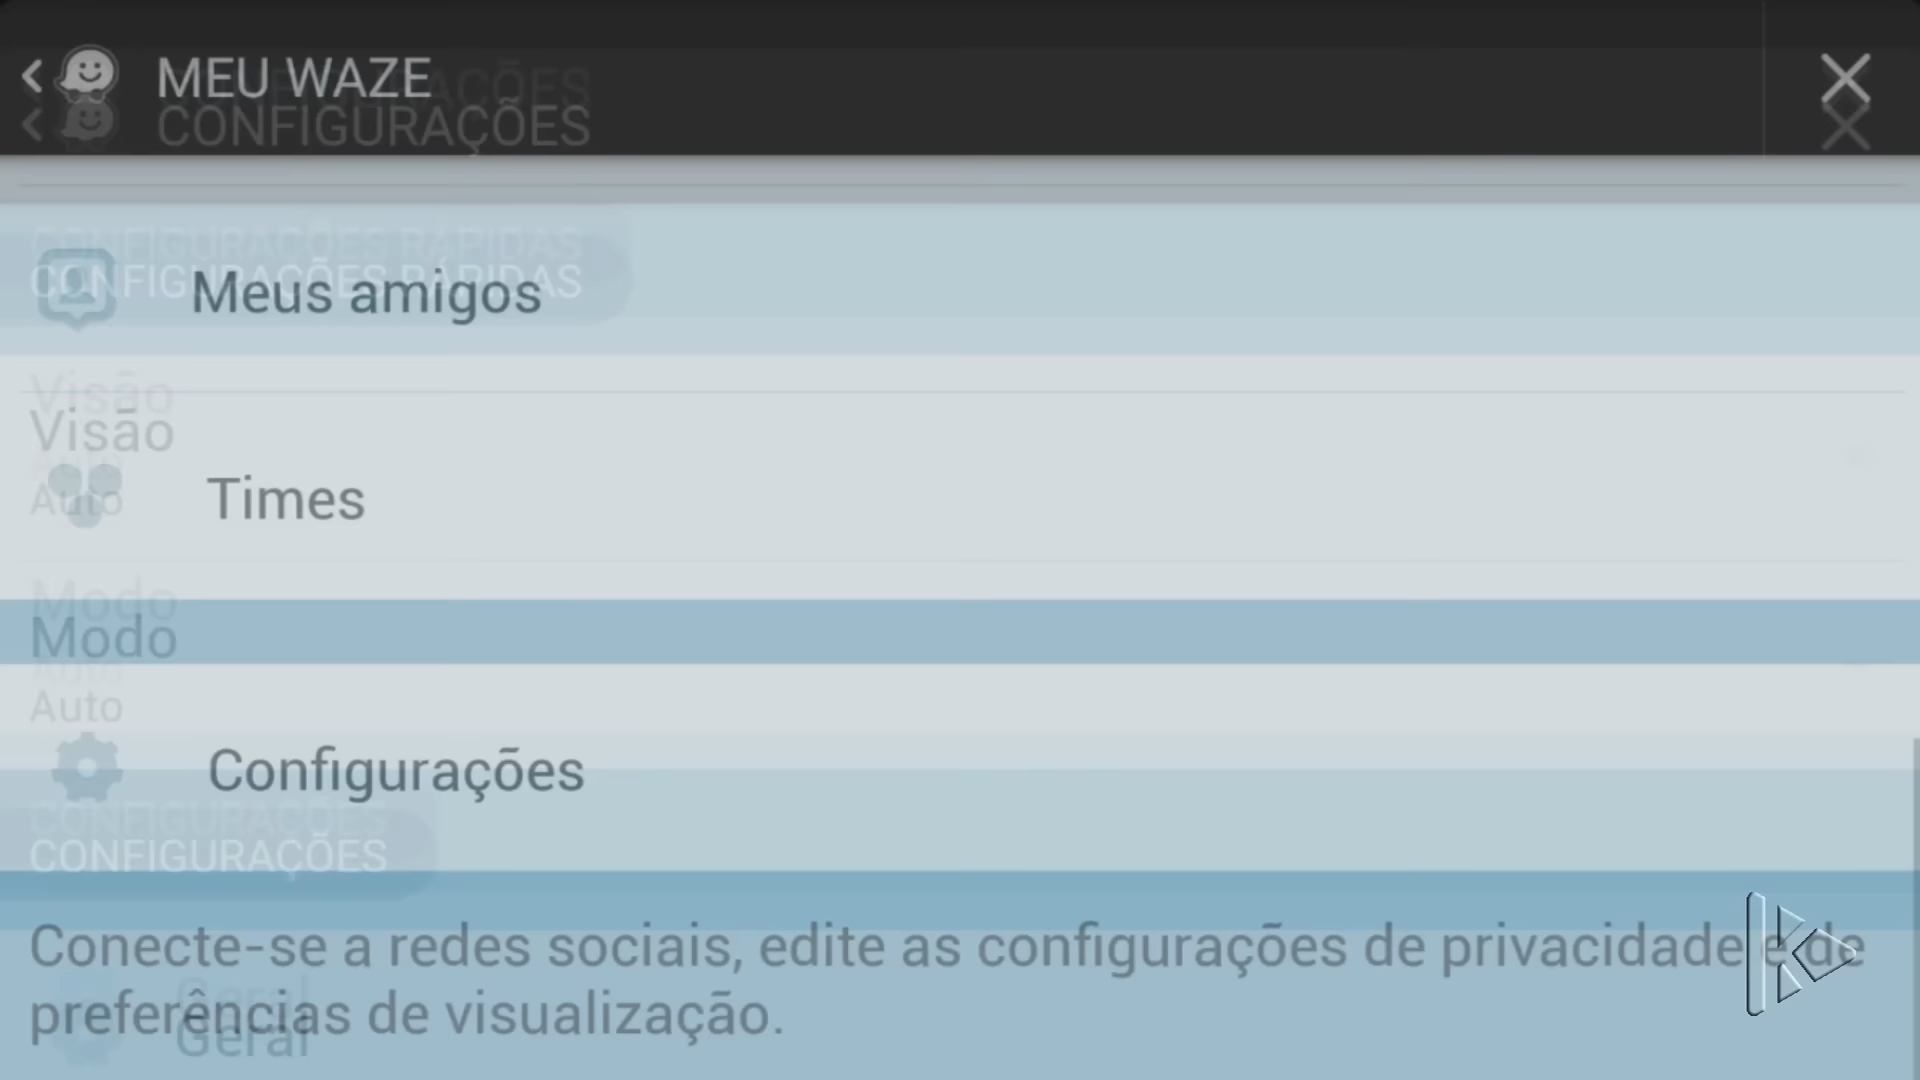 MEU WAZE
CONFIGURAÇÕES
CONFIGURAÇÕES RÁPIDAS
Meus amigos
Visão
Auto
Times
Modo
Auto
Configurações
CONFIGURAÇÕES
Conecte-se a redes sociais, edite as configurações de privacidade e de
preferências de visualização.
Geral